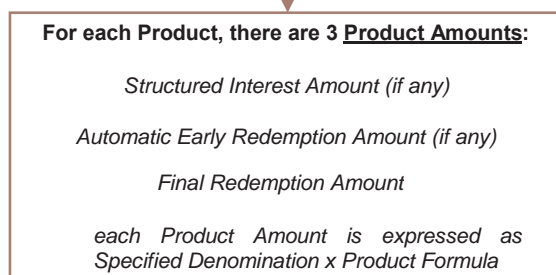 For each Product, there are 3 Product Amounts:
Structured Interest Amount (if any)
Automatic Early Redemption Amount (if any)
Final Redemption Amount
each Product Amount is expressed as
Specified Denomination x Product Formula